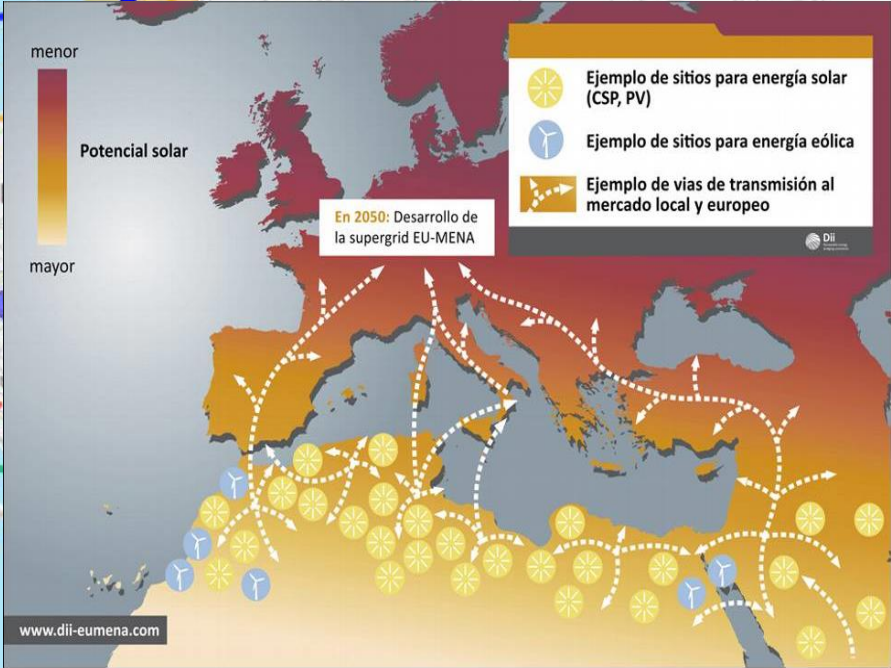 menor
Potencial solar
mayor
Ejemplo de sitios para energía solar
(CSP, PV)
Ejemplo de sitios para energía eólica
Ejemplo de vias de transmisión al
mercado local y europeo
Dii
En 2050: Desarrollo de
la supergrid EU-MENA
www.dii-eumena.com